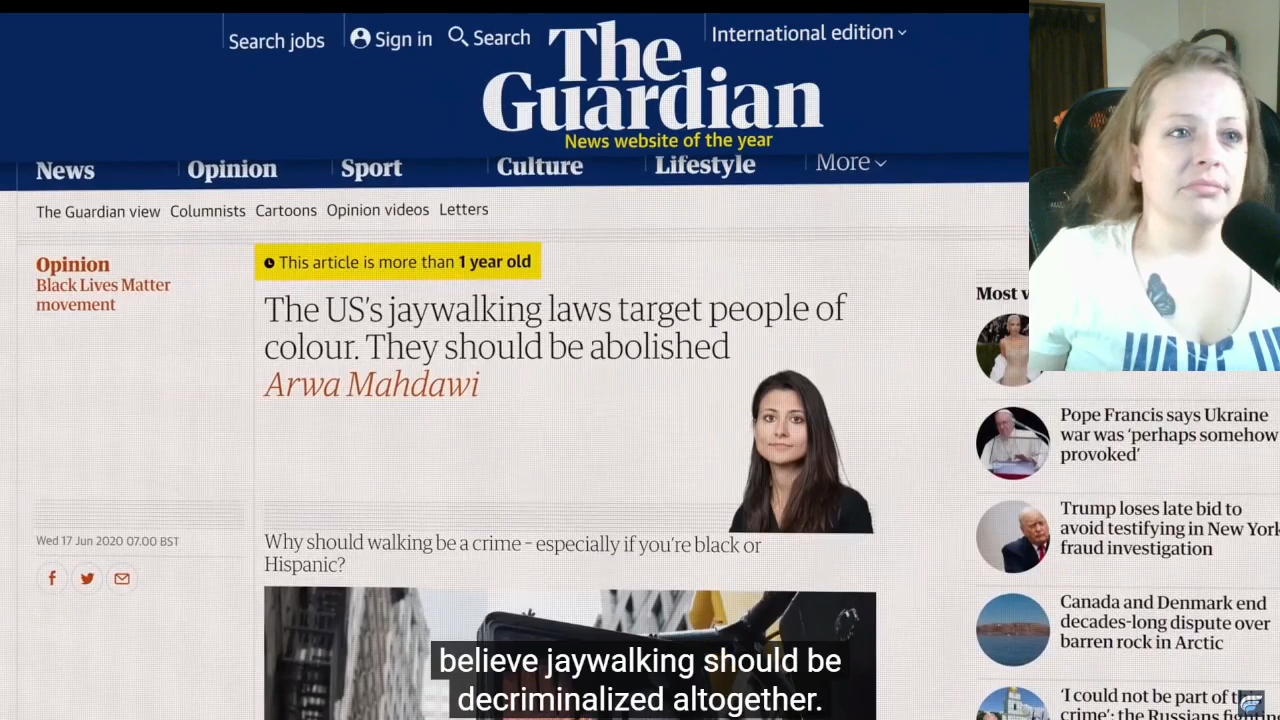 Search jobs
Sign in
Search
International edition
The
Guardian
News website of the year
News
Opinion
Sport
Culture
Lifestyle
More
The Guardian view
Columnists
Cartoons
Opinion videos
Letters
Opinion
Black Lives Matter
movement
This article is more than 1 year old
The US's jaywalking laws target people of
colour. They should be abolished
Arwa Mahdawi
Wed 17 Jun 2020 07.00 BST
Why should walking be a crime – especially if you're black or
Hispanic?
Most
Pope Francis says Ukraine
war was ‘perhaps somehow
provoked’
Trump loses late bid to
avoid testifying in New York
fraud investigation
Canada and Denmark end
decades-long dispute over
barren rock in Arctic
‘I could not be part of
crime’: the Russians
believe jaywalking should be
decriminalized altogether.